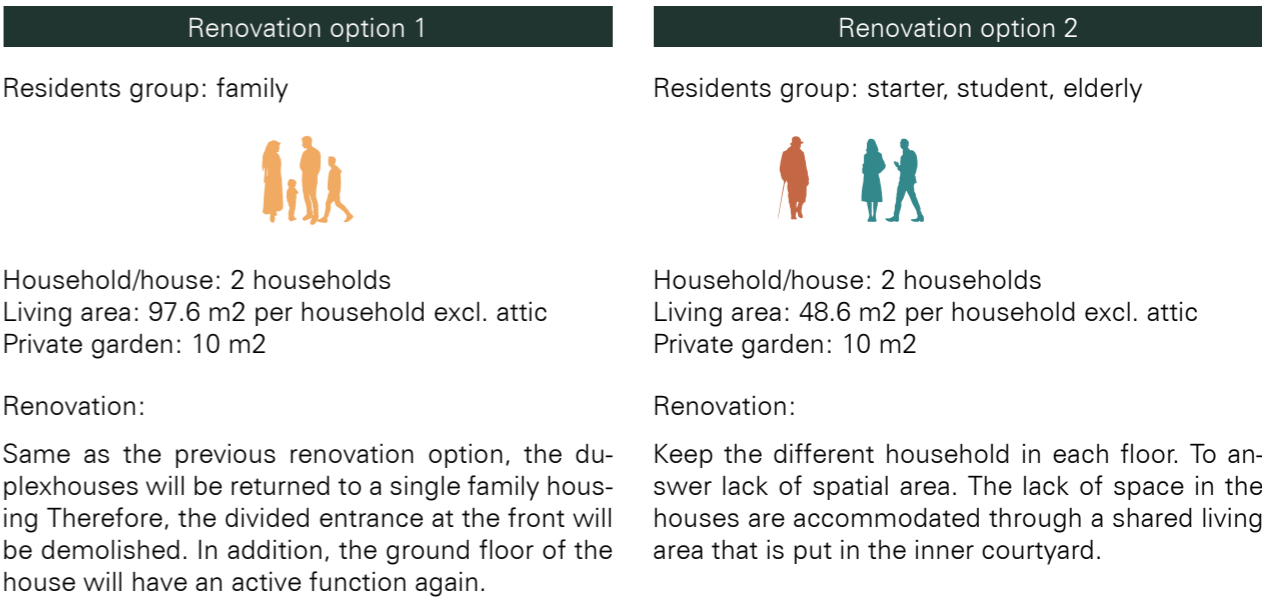 Renovation option 1
Residents group: family
Household/house: 2 households
Living area: 97.6 m2 per household excl. attic
Private garden: 10 m2
Renovation:
Same as the previous renovation option, the du-
plexhouses will be returned to a single family hous-
ing Therefore, the divided entrance at the front will
be demolished. In addition, the ground floor of the
house will have an active function again.
Renovation option 2
Residents group: starter, student, elderly
Household/house: 2 households
Living area: 48.6 m2 per household excl. attic
Private garden: 10 m2
Renovation:
Keep the different household in each floor. To an-
swer lack of spatial area. The lack of space in the
houses are accommodated through a shared living
area that is put in the inner courtyard.